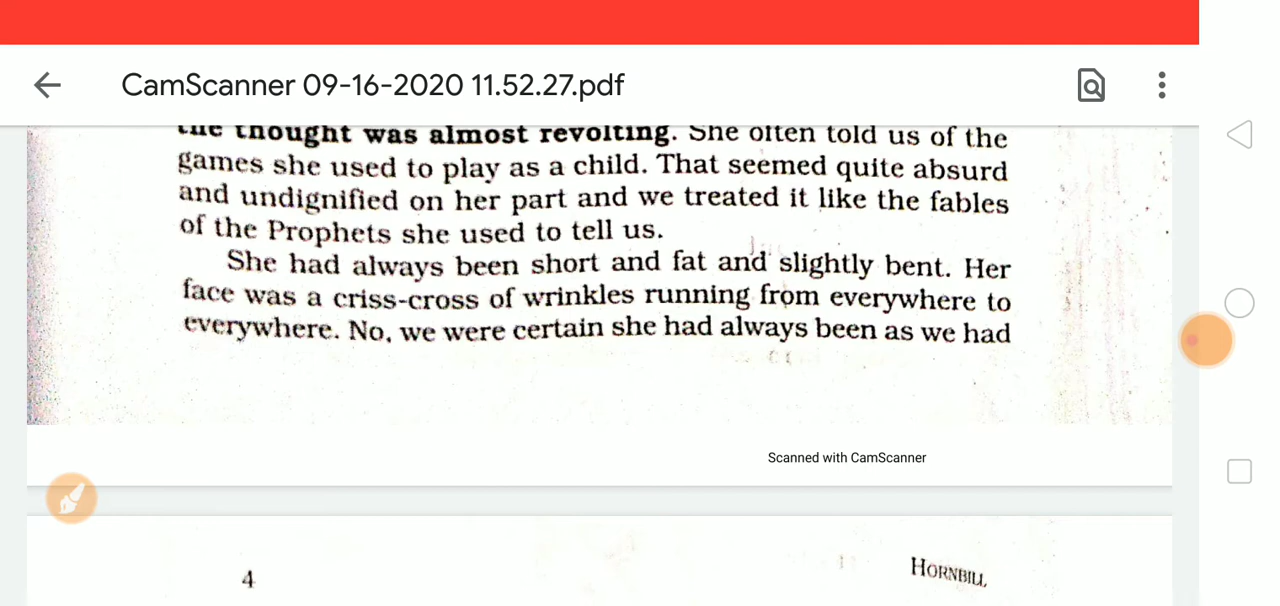 CamScanner 09-16-2020 11.52.27.pdf
the thought was almost revolting. She often told us of the
games she used to play as a child. That seemed quite absurd
and undignified on her part and we treated it like the fables
of the Prophets she used to tell us.
She had always been short and fat and slightly bent. Her
face was a criss-cross of wrinkles running from everywhere to
everywhere. No, we were certain she had always been as we had
Scanned with CamScanner
4
HORNBILL